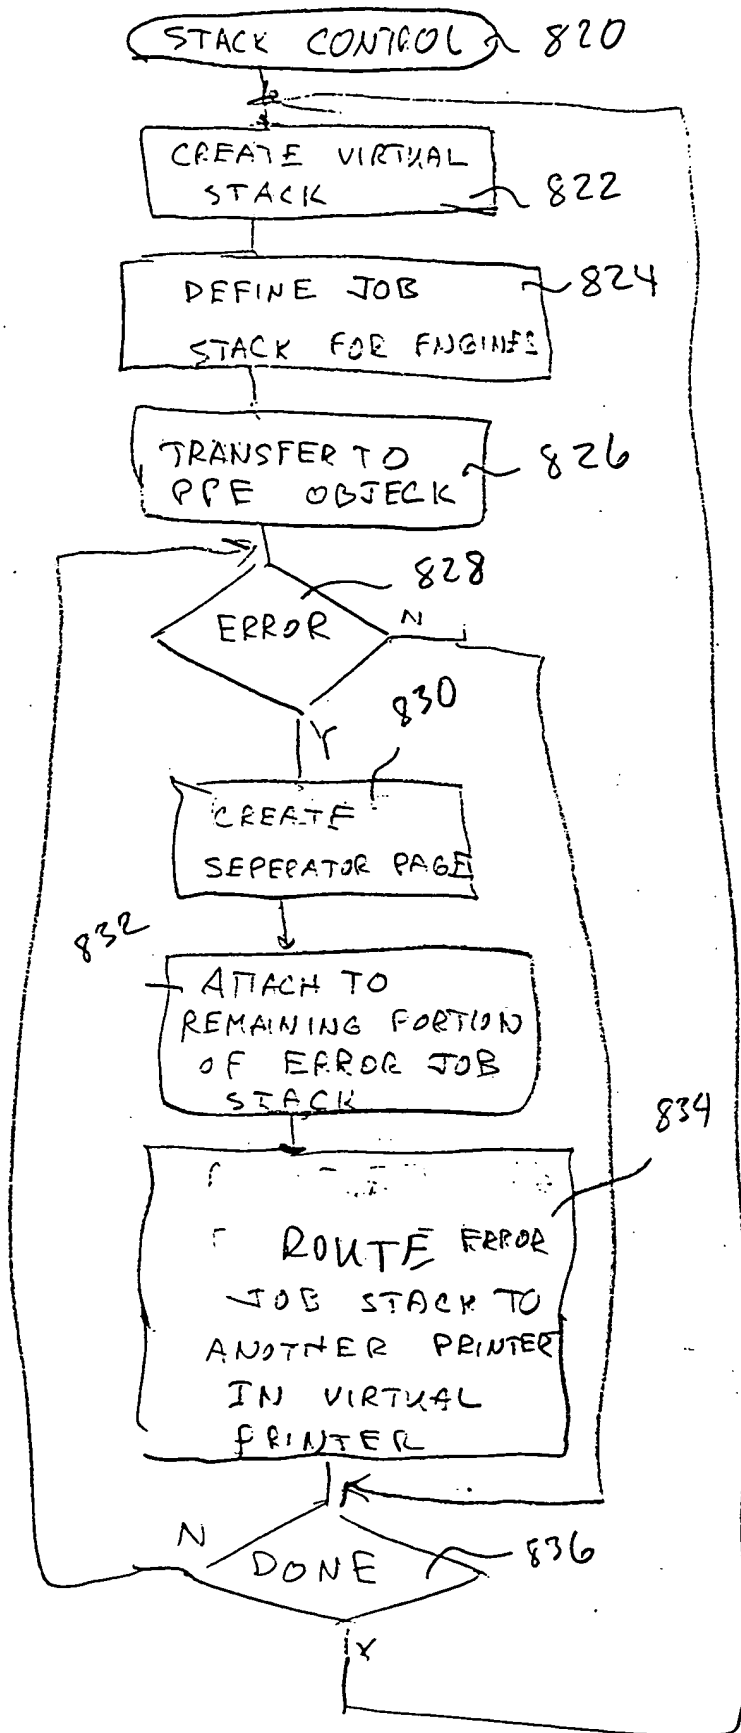 STACK CONTROL 820
CREATE VIRTUAL
STACK 822
DEFINE JOB 824
STACK FOR ENGINES
TRANSFER TO 826
PPE OBJECK
828
ERROR N
830
Y
CREATE
SEPERATOR PAGE
832
ATTACH TO
REMAINING PORTION
OF ERROR JOB
STACK
834
ROUTE ERROR
JOB STACK TO
ANOTHER PRINTER
IN VIRTUAL
PRINTER
N
DONE 836
Y